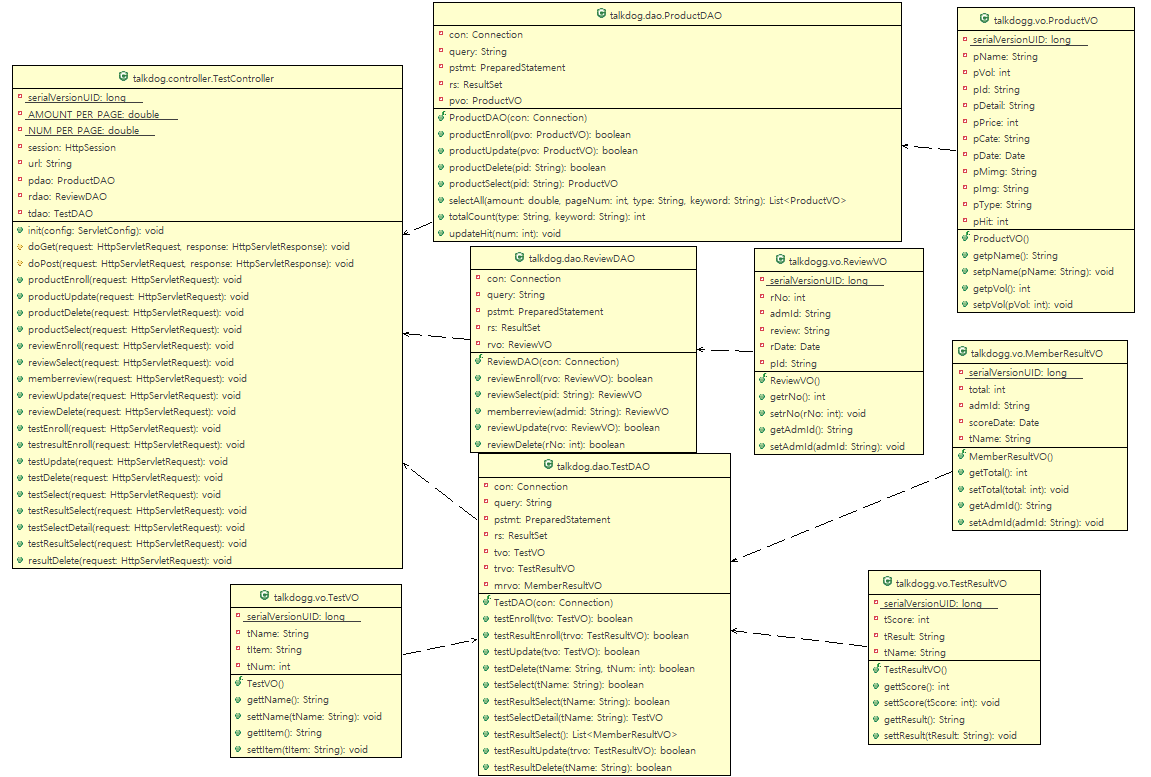 talkdog.controller.TestController
serialVersionUID: long
AMOUNT_PER_PAGE: double
NUM_PER_PAGE: double
session: HttpSession
url: String
pdao: ProductDAO
rdao: ReviewDAO
tdao: TestDAO
init(config: ServletConfig): void
doGet(request: HttpServletRequest, response: HttpServletResponse): void
doPost(request: HttpServletRequest, response: HttpServletResponse): void
productEnroll(request: HttpServletRequest): void
productUpdate(request: HttpServletRequest): void
productDelete(request: HttpServletRequest): void
productSelect(request: HttpServletRequest): void
reviewEnroll(request: HttpServletRequest): void
reviewSelect(request: HttpServletRequest): void
memberreview(request: HttpServletRequest): void
reviewUpdate(request: HttpServletRequest): void
reviewDelete(request: HttpServletRequest): void
testEnroll(request: HttpServletRequest): void
testresultEnroll(request: HttpServletRequest): void
testUpdate(request: HttpServletRequest): void
testDelete(request: HttpServletRequest): void
testSelect(request: HttpServletRequest): void
testResultSelect(request: HttpServletRequest): void
testSelectDetail(request: HttpServletRequest): void
testResultSelect(request: HttpServletRequest): void
resultDelete(request: HttpServletRequest): void
talkdog.dao.ProductDAO
con: Connection
query: String
pstmt: PreparedStatement
rs: ResultSet
pvo: ProductVO
ProductDAO(con: Connection)
productEnroll(pvo: ProductVO): boolean
productUpdate(pvo: ProductVO): boolean
productDelete(pid: String): boolean
productSelect(pid: String): ProductVO
selectAll(amount: double, pageNum: int, type: String, keyword: String): List<ProductVO>
totalCount(type: String, keyword: String): int
updateHit(num: int): void
talkdogg.vo.ProductVO
serialVersionUID: long
pName: String
pVol: int
pId: String
pDetail: String
pPrice: int
pCate: String
pDate: Date
pMimg: String
pImg: String
pType: String
pHit: int
ProductVO()
getpName(): String
setpName(pName: String): void
getpVol(): int
setpVol(pVol: int): void
talkdog.dao.ReviewDAO
con: Connection
query: String
pstmt: PreparedStatement
rs: ResultSet
rvo: ReviewVO
ReviewDAO(con: Connection)
reviewEnroll(rvo: ReviewVO): boolean
reviewSelect(pid: String): ReviewVO
memberreview(admid: String): ReviewVO
reviewUpdate(rvo: ReviewVO): boolean
reviewDelete(rNo: int): boolean
talkdogg.vo.ReviewVO
serialVersionUID: long
rNo: int
admId: String
review: String
rDate: Date
pId: String
ReviewVO()
getrNo(): int
setrNo(rNo: int): void
getAdmId(): String
setAdmId(admId: String): void
talkdogg.vo.MemberResultVO
serialVersionUID: long
total: int
admId: String
scoreDate: Date
tName: String
MemberResultVO()
getTotal(): int
setTotal(total: int): void
getAdmId(): String
setAdmId(admId: String): void
talkdog.dao.TestDAO
con: Connection
query: String
pstmt: PreparedStatement
rs: ResultSet
tvo: TestVO
trvo: TestResultVO
mrvo: MemberResultVO
TestDAO(con: Connection)
testEnroll(tvo: TestVO): boolean
testResultEnroll(trvo: TestResultVO): boolean
testUpdate(tvo: TestVO): boolean
testDelete(tName: String, tNum: int): boolean
testSelect(tName: String): boolean
testResultSelect(tName: String): boolean
testSelectDetail(tName: String): TestVO
testResultSelect(): List<MemberResultVO>
testResultUpdate(trvo: TestResultVO): boolean
testResultDelete(tName: String): boolean
talkdogg.vo.TestVO
serialVersionUID: long
tName: String
tItem: String
tNum: int
TestVO()
gettName(): String
settName(tName: String): void
gettItem(): String
settItem(tItem: String): void
talkdogg.vo.TestResultVO
serialVersionUID: long
tScore: int
tResult: String
tName: String
TestResultVO()
gettScore(): int
settScore(tScore: int): void
gettResult(): String
settResult(tResult: String): void